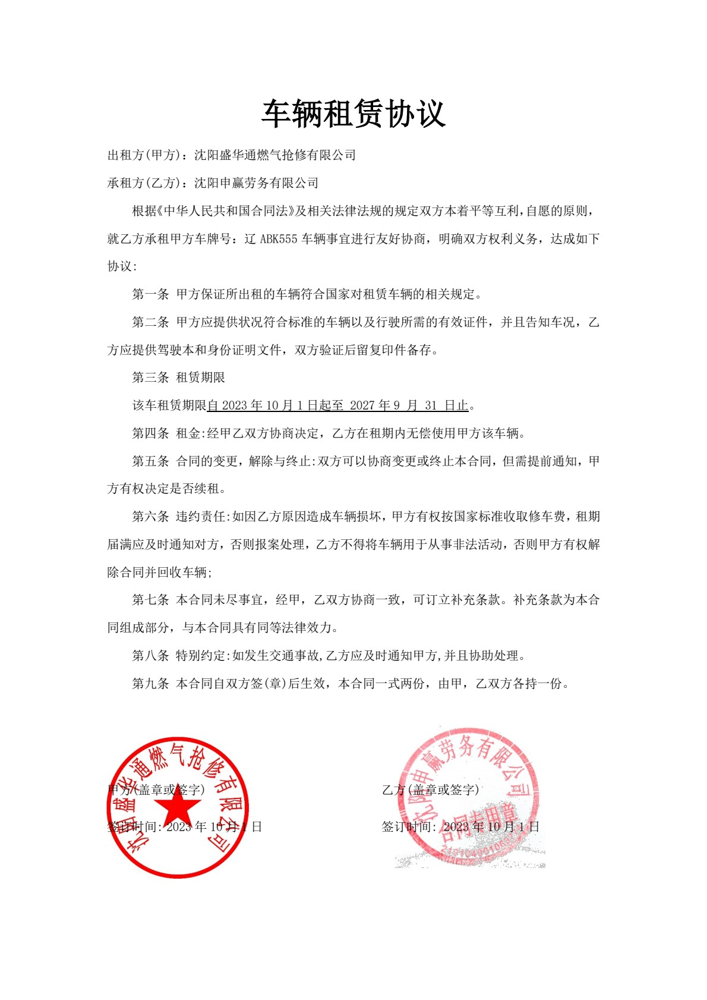 车辆租赁协议
出租方(甲方)：沈阳盛华通燃气抢修有限公司
承租方(乙方)：沈阳申赢劳务有限公司
根据《中华人民共和国合同法》及相关法律法规的规定双方本着平等互利,自愿的原则，
就乙方承租甲方车牌号：辽 ABK555 车辆事宜进行友好协商，明确双方权利义务，达成如下
协议:
第一条 甲方保证所出租的车辆符合国家对租赁车辆的相关规定。
第二条 甲方应提供状况符合标准的车辆以及行驶所需的有效证件，并且告知车况，乙
方应提供驾驶本和身份证明文件，双方验证后留复印件备存。
第三条 租赁期限
该车租赁期限自 2023 年 10 月 1 日起至 2027 年 9 月 31 日止。
第四条 租金:经甲乙双方协商决定，乙方在租期内无偿使用甲方该车辆。
第五条 合同的变更，解除与终止:双方可以协商变更或终止本合同，但需提前通知，甲
方有权决定是否续租。
第六条 违约责任:如因乙方原因造成车辆损坏，甲方有权按国家标准收取修车费，租期
届满应及时通知对方，否则报案处理，乙方不得将车辆用于从事非法活动，否则甲方有权解
除合同并回收车辆;
第七条 本合同未尽事宜，经甲，乙双方协商一致，可订立补充条款。补充条款为本合
同组成部分，与本合同具有同等法律效力。
第八条 特别约定:如发生交通事故,乙方应及时通知甲方,并且协助处理。
第九条 本合同自双方签(章)后生效，本合同一式两份，由甲，乙双方各持一份。
沈阳盛华通燃气抢修有限公司
甲方(盖章或签字)
签订时间: 2023 年 10 月 1 日
沈阳申赢劳务有限公司
乙方(盖章或签字)
合同专用章
签订时间: 2023 年 10 月 1 日